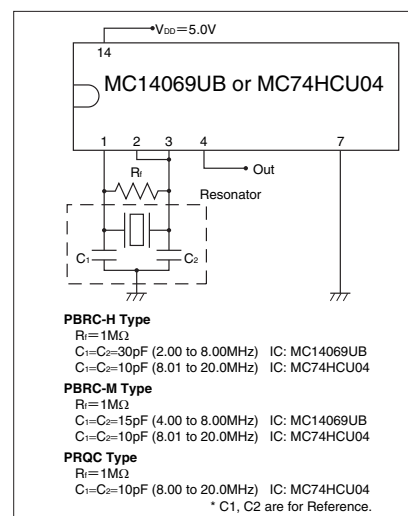 VDD=5.0V
14
MC14069UB or MC74HCU04
1 2 3 4 7
Rf
Out
Resonator
C1 C2
PBRC-H Type
Rf=1MΩ
C1=C2=30pF (2.00 to 8.00MHz) IC: MC14069UB
C1=C2=10pF (8.01 to 20.0MHz) IC: MC74HCU04
PBRC-M Type
Rf=1MΩ
C1=C2=15pF (4.00 to 8.00MHz) IC: MC14069UB
C1=C2=10pF (8.01 to 20.0MHz) IC: MC74HCU04
PRQC Type
Rf=1MΩ
C1=C2=10pF (8.00 to 20.0MHz) IC: MC74HCU04
* C1, C2 are for Reference.